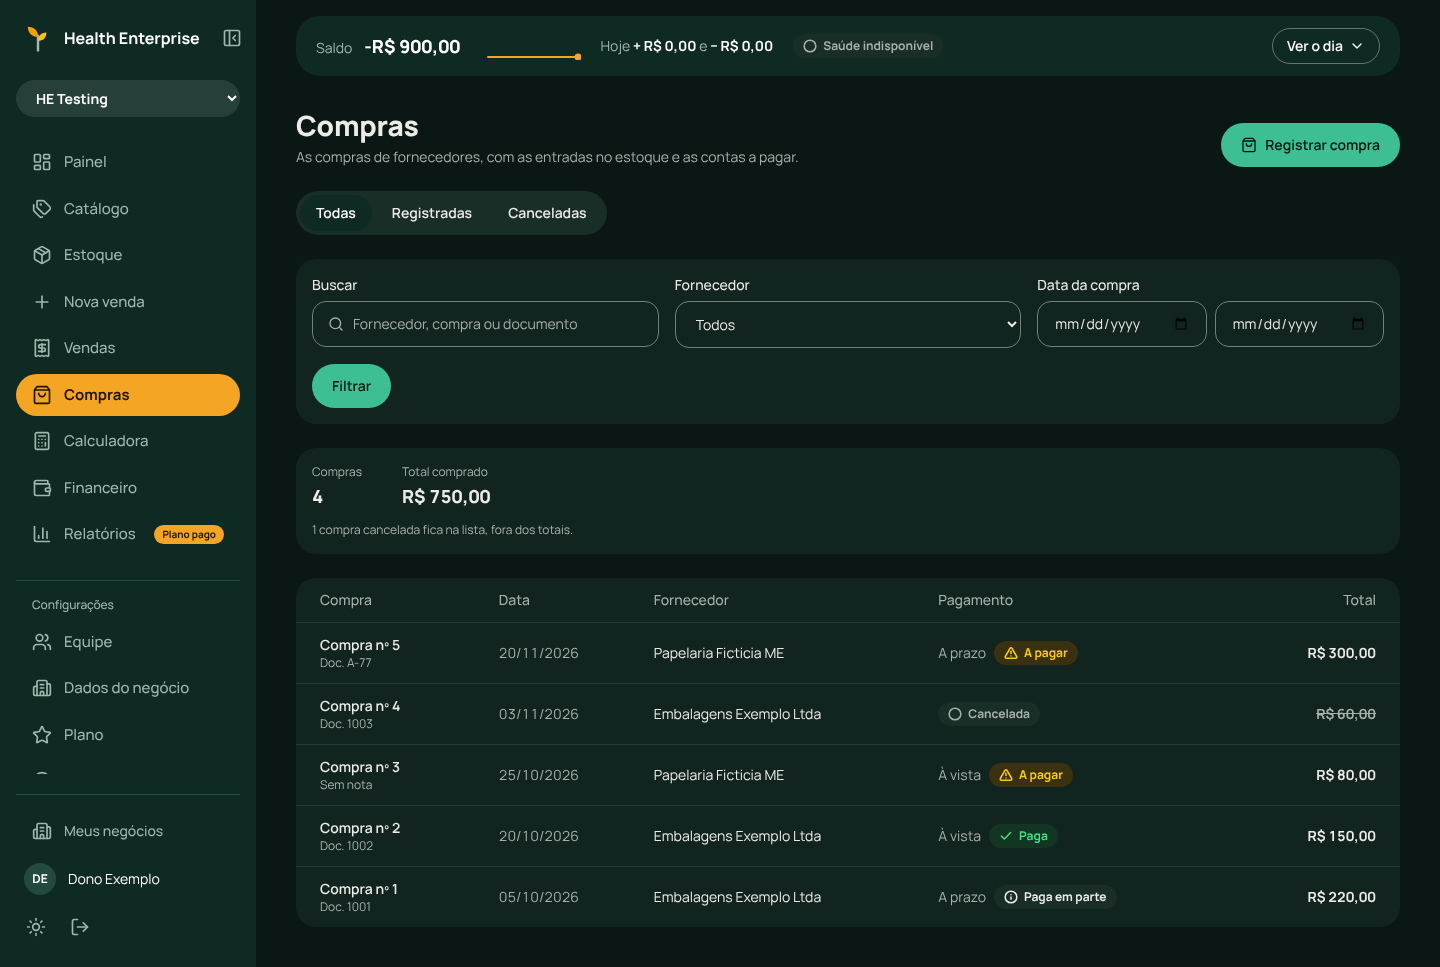 Health Enterprise
HE Testing
Painel
Catálogo
Estoque
Nova venda
Vendas
Compras
Calculadora
Financeiro
Relatórios Plano pago
Configurações
Equipe
Dados do negócio
Plano
Meus negócios
DE Dono Exemplo
Saldo -R$ 900,00 Hoje + R$ 0,00 e − R$ 0,00 Saúde indisponível Ver o dia
Compras
As compras de fornecedores, com as entradas no estoque e as contas a pagar.
Registrar compra
Todas Registradas Canceladas
Buscar Fornecedor Data da compra
Fornecedor, compra ou documento Todos mm/dd/yyyy mm/dd/yyyy
Filtrar
Compras Total comprado
4 R$ 750,00
1 compra cancelada fica na lista, fora dos totais.
Compra Data Fornecedor Pagamento Total
Compra nº 5 20/11/2026 Papelaria Ficticia ME A prazo A pagar R$ 300,00
Doc. A-77
Compra nº 4 03/11/2026 Embalagens Exemplo Ltda Cancelada R$ 60,00
Doc. 1003
Compra nº 3 25/10/2026 Papelaria Ficticia ME À vista A pagar R$ 80,00
Sem nota
Compra nº 2 20/10/2026 Embalagens Exemplo Ltda À vista Paga R$ 150,00
Doc. 1002
Compra nº 1 05/10/2026 Embalagens Exemplo Ltda A prazo Paga em parte R$ 220,00
Doc. 1001